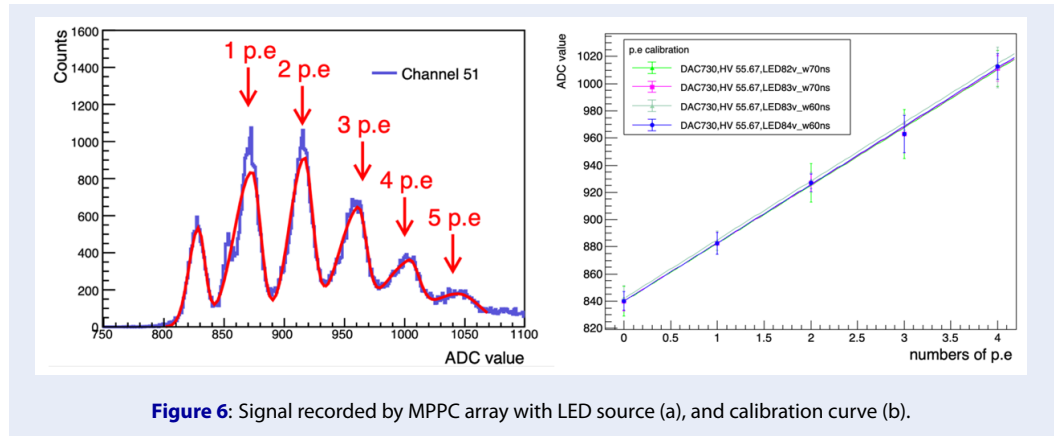 1600
1400
1200
1000
800
600
400
200
0
Counts
1 p.e
2 p.e
3 p.e
4 p.e
5 p.e
Channel 51
750 800 850 900 950 1000 1050 1100
ADC value
ADC value
1020
1000
980
960
940
920
900
880
860
840
820
p.e calibration
DAC730,HV 55.67,LED82v_w70ns
DAC730,HV 55.67,LED83v_w70ns
DAC730,HV 55.67,LED83v_w60ns
DAC730,HV 55.67,LED84v_w60ns
0 0.5 1 1.5 2 2.5 3 3.5 4
numbers of p.e
Figure 6: Signal recorded by MPPC array with LED source (a), and calibration curve (b).